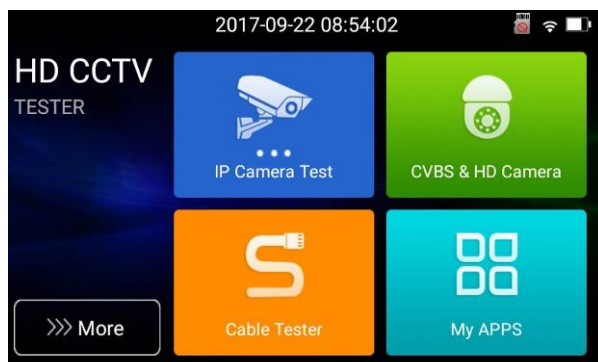 2017-09-22 08:54:02
HD CCTV
TESTER
IP Camera Test
CVBS & HD Camera
Cable Tester
My APPS
>>> More